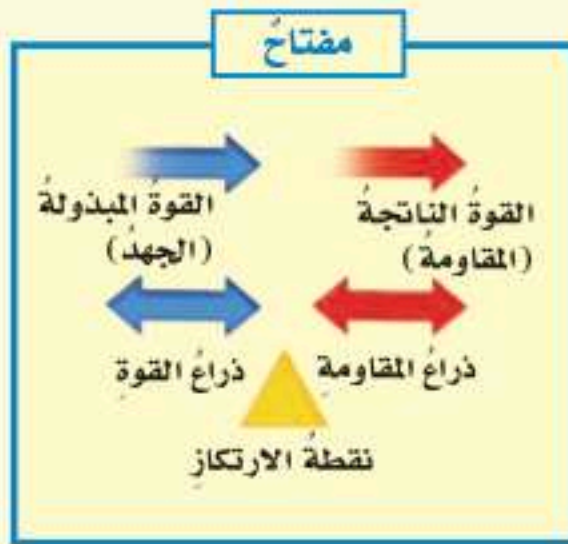 مفتاحٌ
القوةُ الناتجةُ
(المقاومةُ)
القوةُ المبذولةُ
(الجهدُ)
ذراعُ المقاومةِ
ذراعُ القوةِ
نقطةُ الارتكازِ